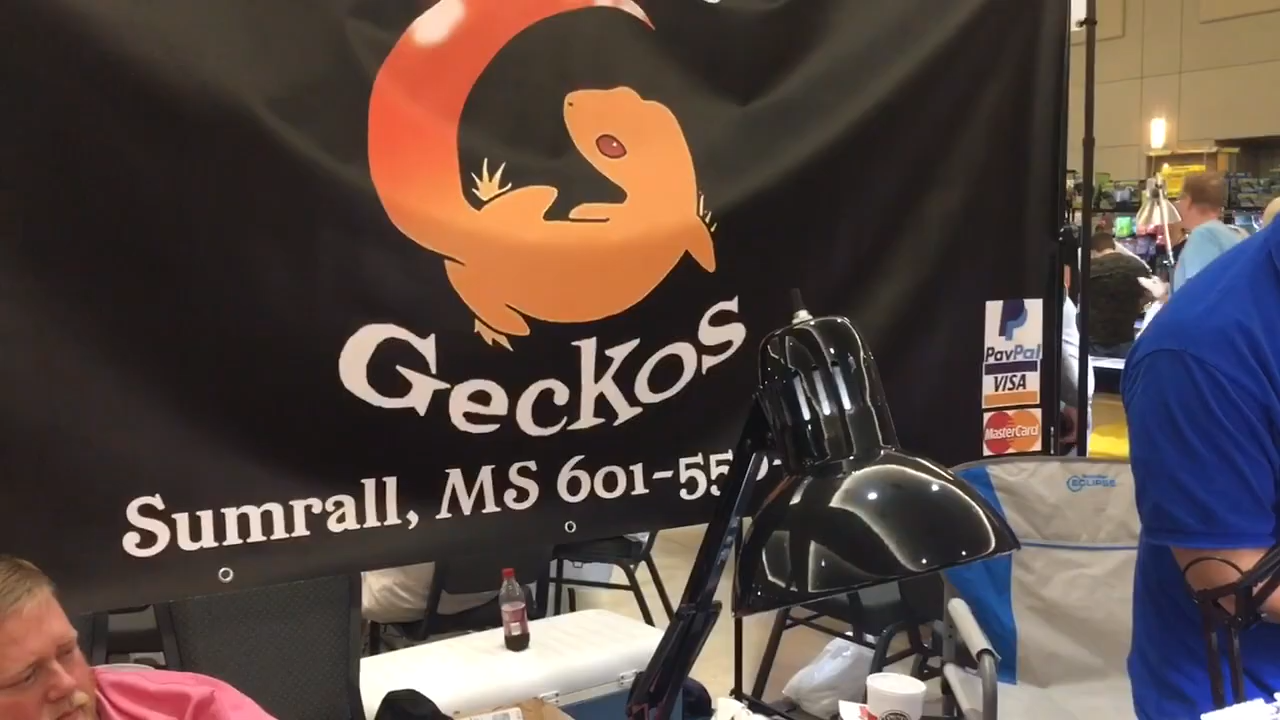 Geckos
Sumrall, MS 601-55
PayPal
VISA
MasterCard
ECLIPSE